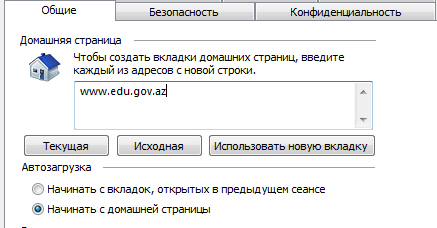 Общие
Безопасность
Конфиденциальность
Домашняя страница
Чтобы создать вкладки домашних страниц, введите
каждый из адресов с новой строки.
www.edu.gov.az
Текущая
Исходная
Использовать новую вкладку
Автозагрузка
Начинать с вкладок, открытых в предыдущем сеансе
Начинать с домашней страницы